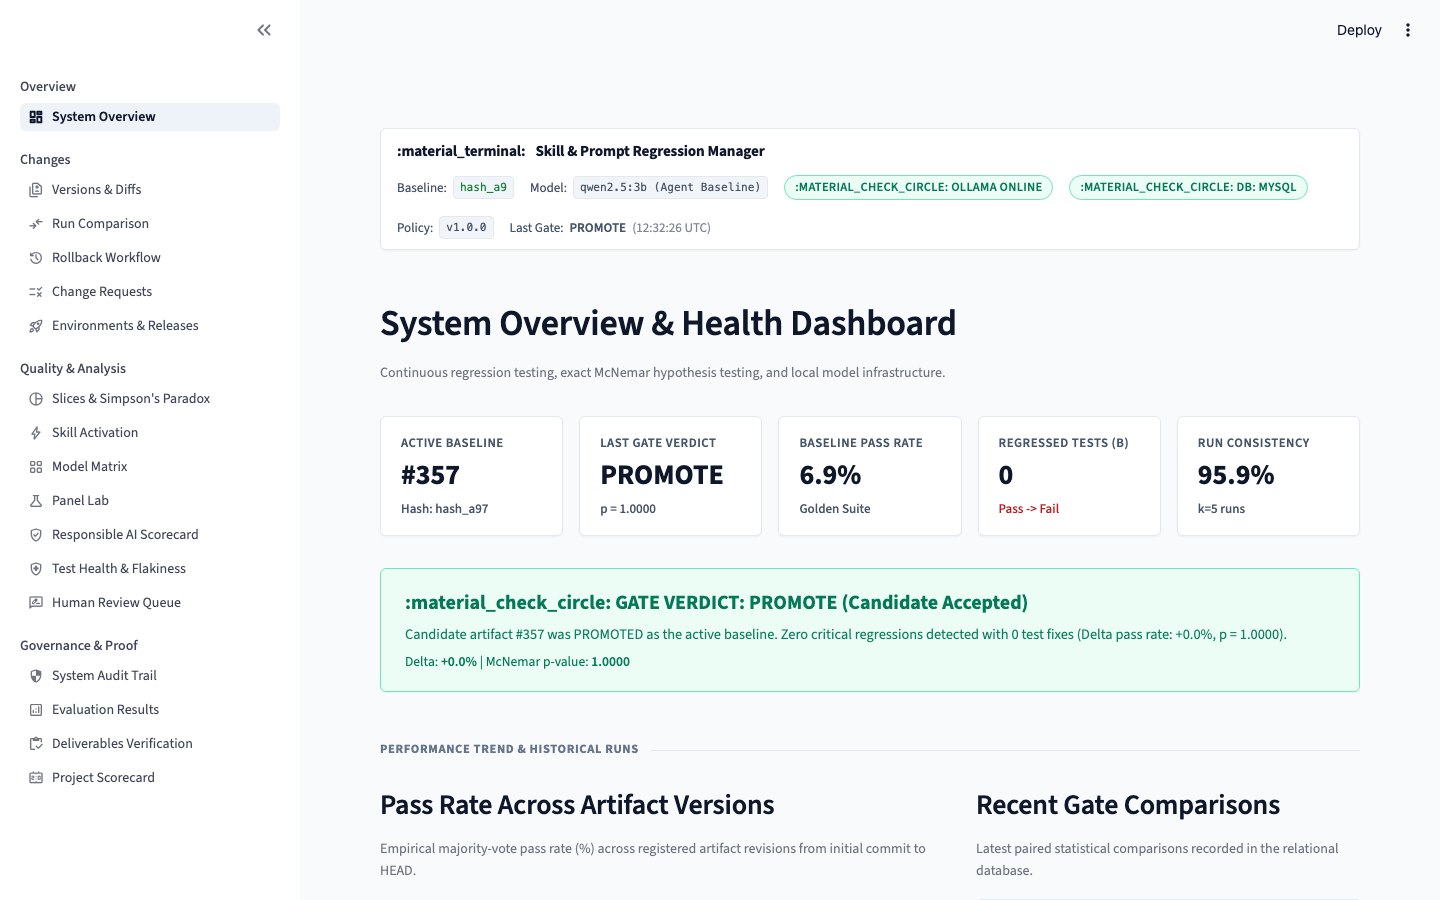 Deploy
Overview
System Overview
Changes
Versions & Diffs
Run Comparison
Rollback Workflow
Change Requests
Environments & Releases
Quality & Analysis
Slices & Simpson's Paradox
Skill Activation
Model Matrix
Panel Lab
Responsible AI Scorecard
Test Health & Flakiness
Human Review Queue
Governance & Proof
System Audit Trail
Evaluation Results
Deliverables Verification
Project Scorecard
:material_terminal: Skill & Prompt Regression Manager
Baseline: hash_a9 Model: qwen2.5:3b (Agent Baseline) :MATERIAL_CHECK_CIRCLE: OLLAMA ONLINE :MATERIAL_CHECK_CIRCLE: DB: MYSQL
Policy: v1.0.0 Last Gate: PROMOTE (12:32:26 UTC)
System Overview & Health Dashboard
Continuous regression testing, exact McNemar hypothesis testing, and local model infrastructure.
ACTIVE BASELINE
#357
Hash: hash_a97
LAST GATE VERDICT
PROMOTE
p = 1.0000
BASELINE PASS RATE
6.9%
Golden Suite
REGRESSED TESTS (B)
0
Pass -> Fail
RUN CONSISTENCY
95.9%
k=5 runs
:material_check_circle: GATE VERDICT: PROMOTE (Candidate Accepted)
Candidate artifact #357 was PROMOTED as the active baseline. Zero critical regressions detected with 0 test fixes (Delta pass rate: +0.0%, p = 1.0000).
Delta: +0.0% | McNemar p-value: 1.0000
PERFORMANCE TREND & HISTORICAL RUNS
Pass Rate Across Artifact Versions
Empirical majority-vote pass rate (%) across registered artifact revisions from initial commit to
HEAD.
Recent Gate Comparisons
Latest paired statistical comparisons recorded in the relational
database.